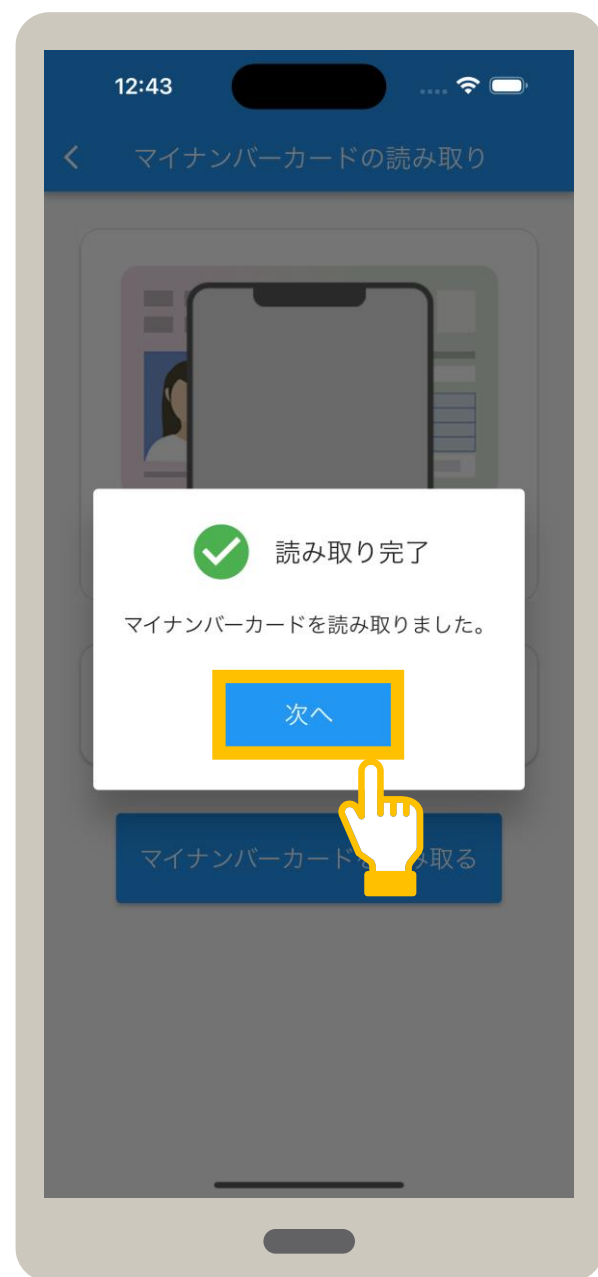 12:43
マイナンバーカードの読み取り
読み取り完了
マイナンバーカードを読み取りました。
次へ
マイナンバーカード み取る